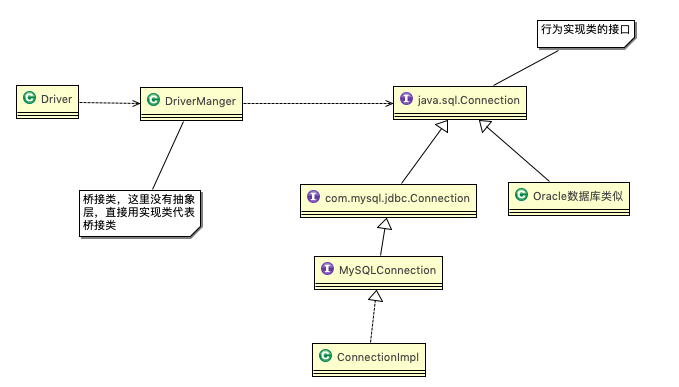 行为实现类的接口
Driver
DriverManger
java.sql.Connection
桥接类，这里没有抽象
层，直接用实现类代表
桥接类
com.mysql.jdbc.Connection
Oracle数据库类似
MySQLConnection
ConnectionImpl